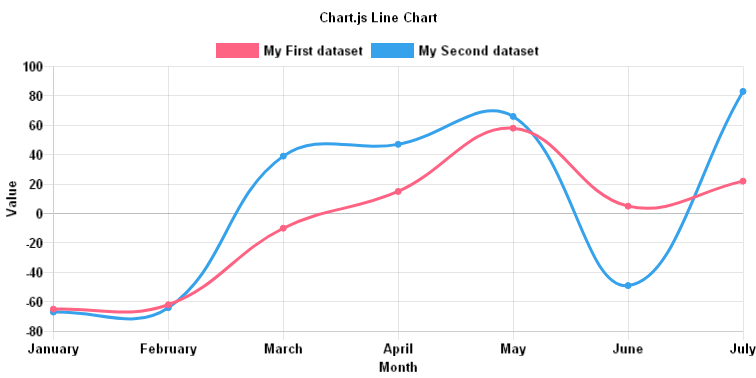 Chart.js Line Chart
My First dataset My Second dataset
100
80
60
40
20
0
-20
-40
-60
-80
Value
January February March April May June July
Month